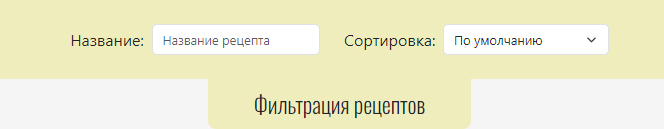 Название: Название рецепта Сортировка: По умолчанию
Фильтрация рецептов